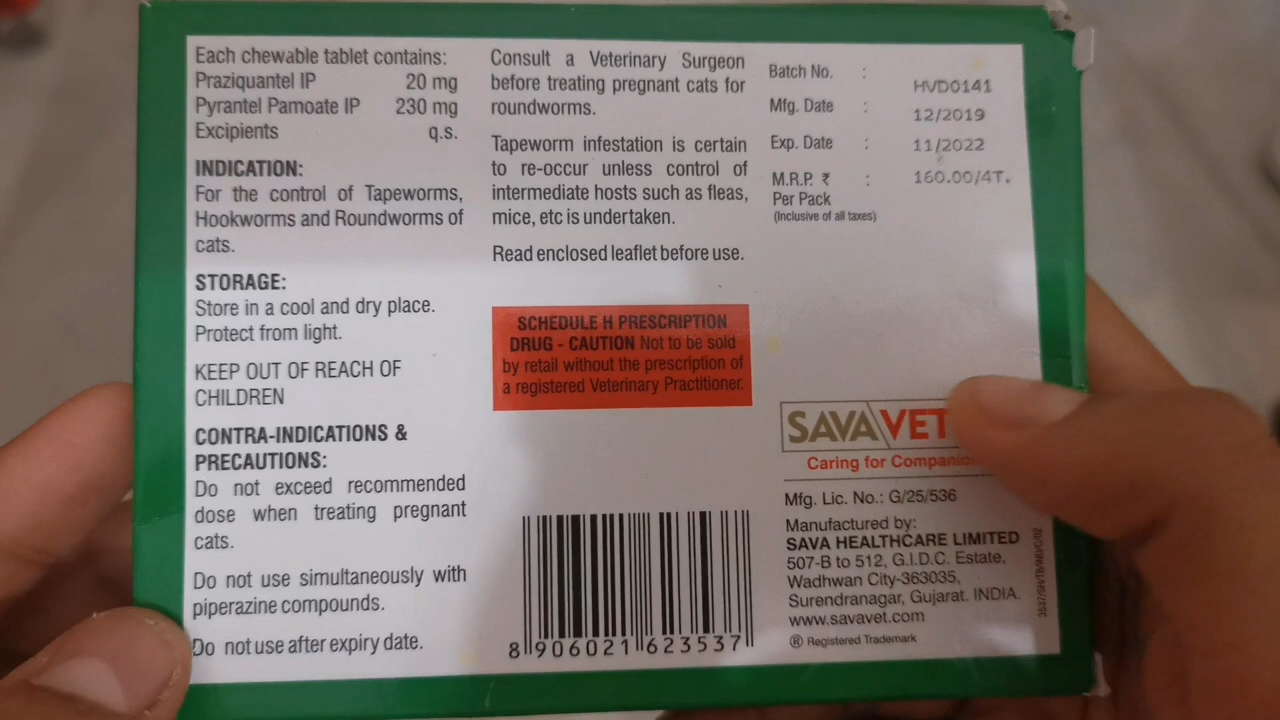 Each chewable tablet contains:
Praziquantel IP 20 mg
Pyrantel Pamoate IP 230 mg
Excipients q.s.
INDICATION:
For the control of Tapeworms,
Hookworms and Roundworms of
cats.
STORAGE:
Store in a cool and dry place.
Protect from light.
KEEP OUT OF REACH OF
CHILDREN
CONTRA-INDICATIONS &
PRECAUTIONS:
Do not exceed recommended
dose when treating pregnant
cats.
Do not use simultaneously with
piperazine compounds.
Do not use after expiry date.
Consult a Veterinary Surgeon
before treating pregnant cats for
roundworms.
Tapeworm infestation is certain
to re-occur unless control of
intermediate hosts such as fleas,
mice, etc is undertaken.
Read enclosed leaflet before use.
SCHEDULE H PRESCRIPTION
DRUG - CAUTION Not to be sold
by retail without the prescription of
a registered Veterinary Practitioner.
8 906021 623537
Batch No. : HVD0141
Mfg. Date : 12/2019
Exp. Date : 11/2022
M.R.P. ₹ : 160.00/4T.
Per Pack
(Inclusive of all taxes)
SAVAVET
Caring for
Mfg. Lic. No.: G/25/536
Manufactured by:
SAVA HEALTHCARE LIMITED
507-B to 512, G.I.D.C. Estate,
Wadhwan City-363035,
Surendranagar, Gujarat. INDIA.
www.savavet.com
® Registered Trademark